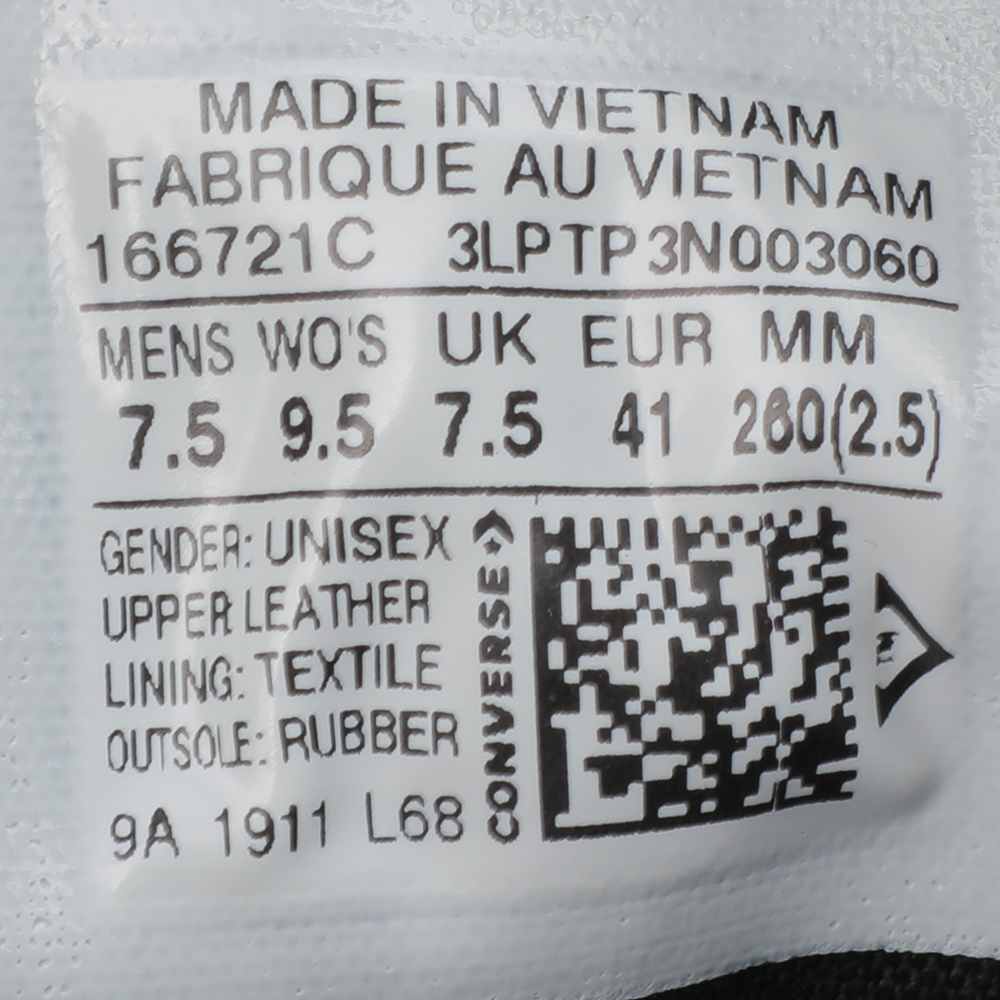 MADE IN VIETNAM
FABRIQUE AU VIETNAM
166721C 3LPTP3N003060
MENS WO'S UK EUR MM
7.5 9.5 7.5 41 260(2.5)
GENDER: UNISEX
UPPER LEATHER
LINING: TEXTILE
OUTSOLE: RUBBER
9A 1911 L68
CONVERSE
TM